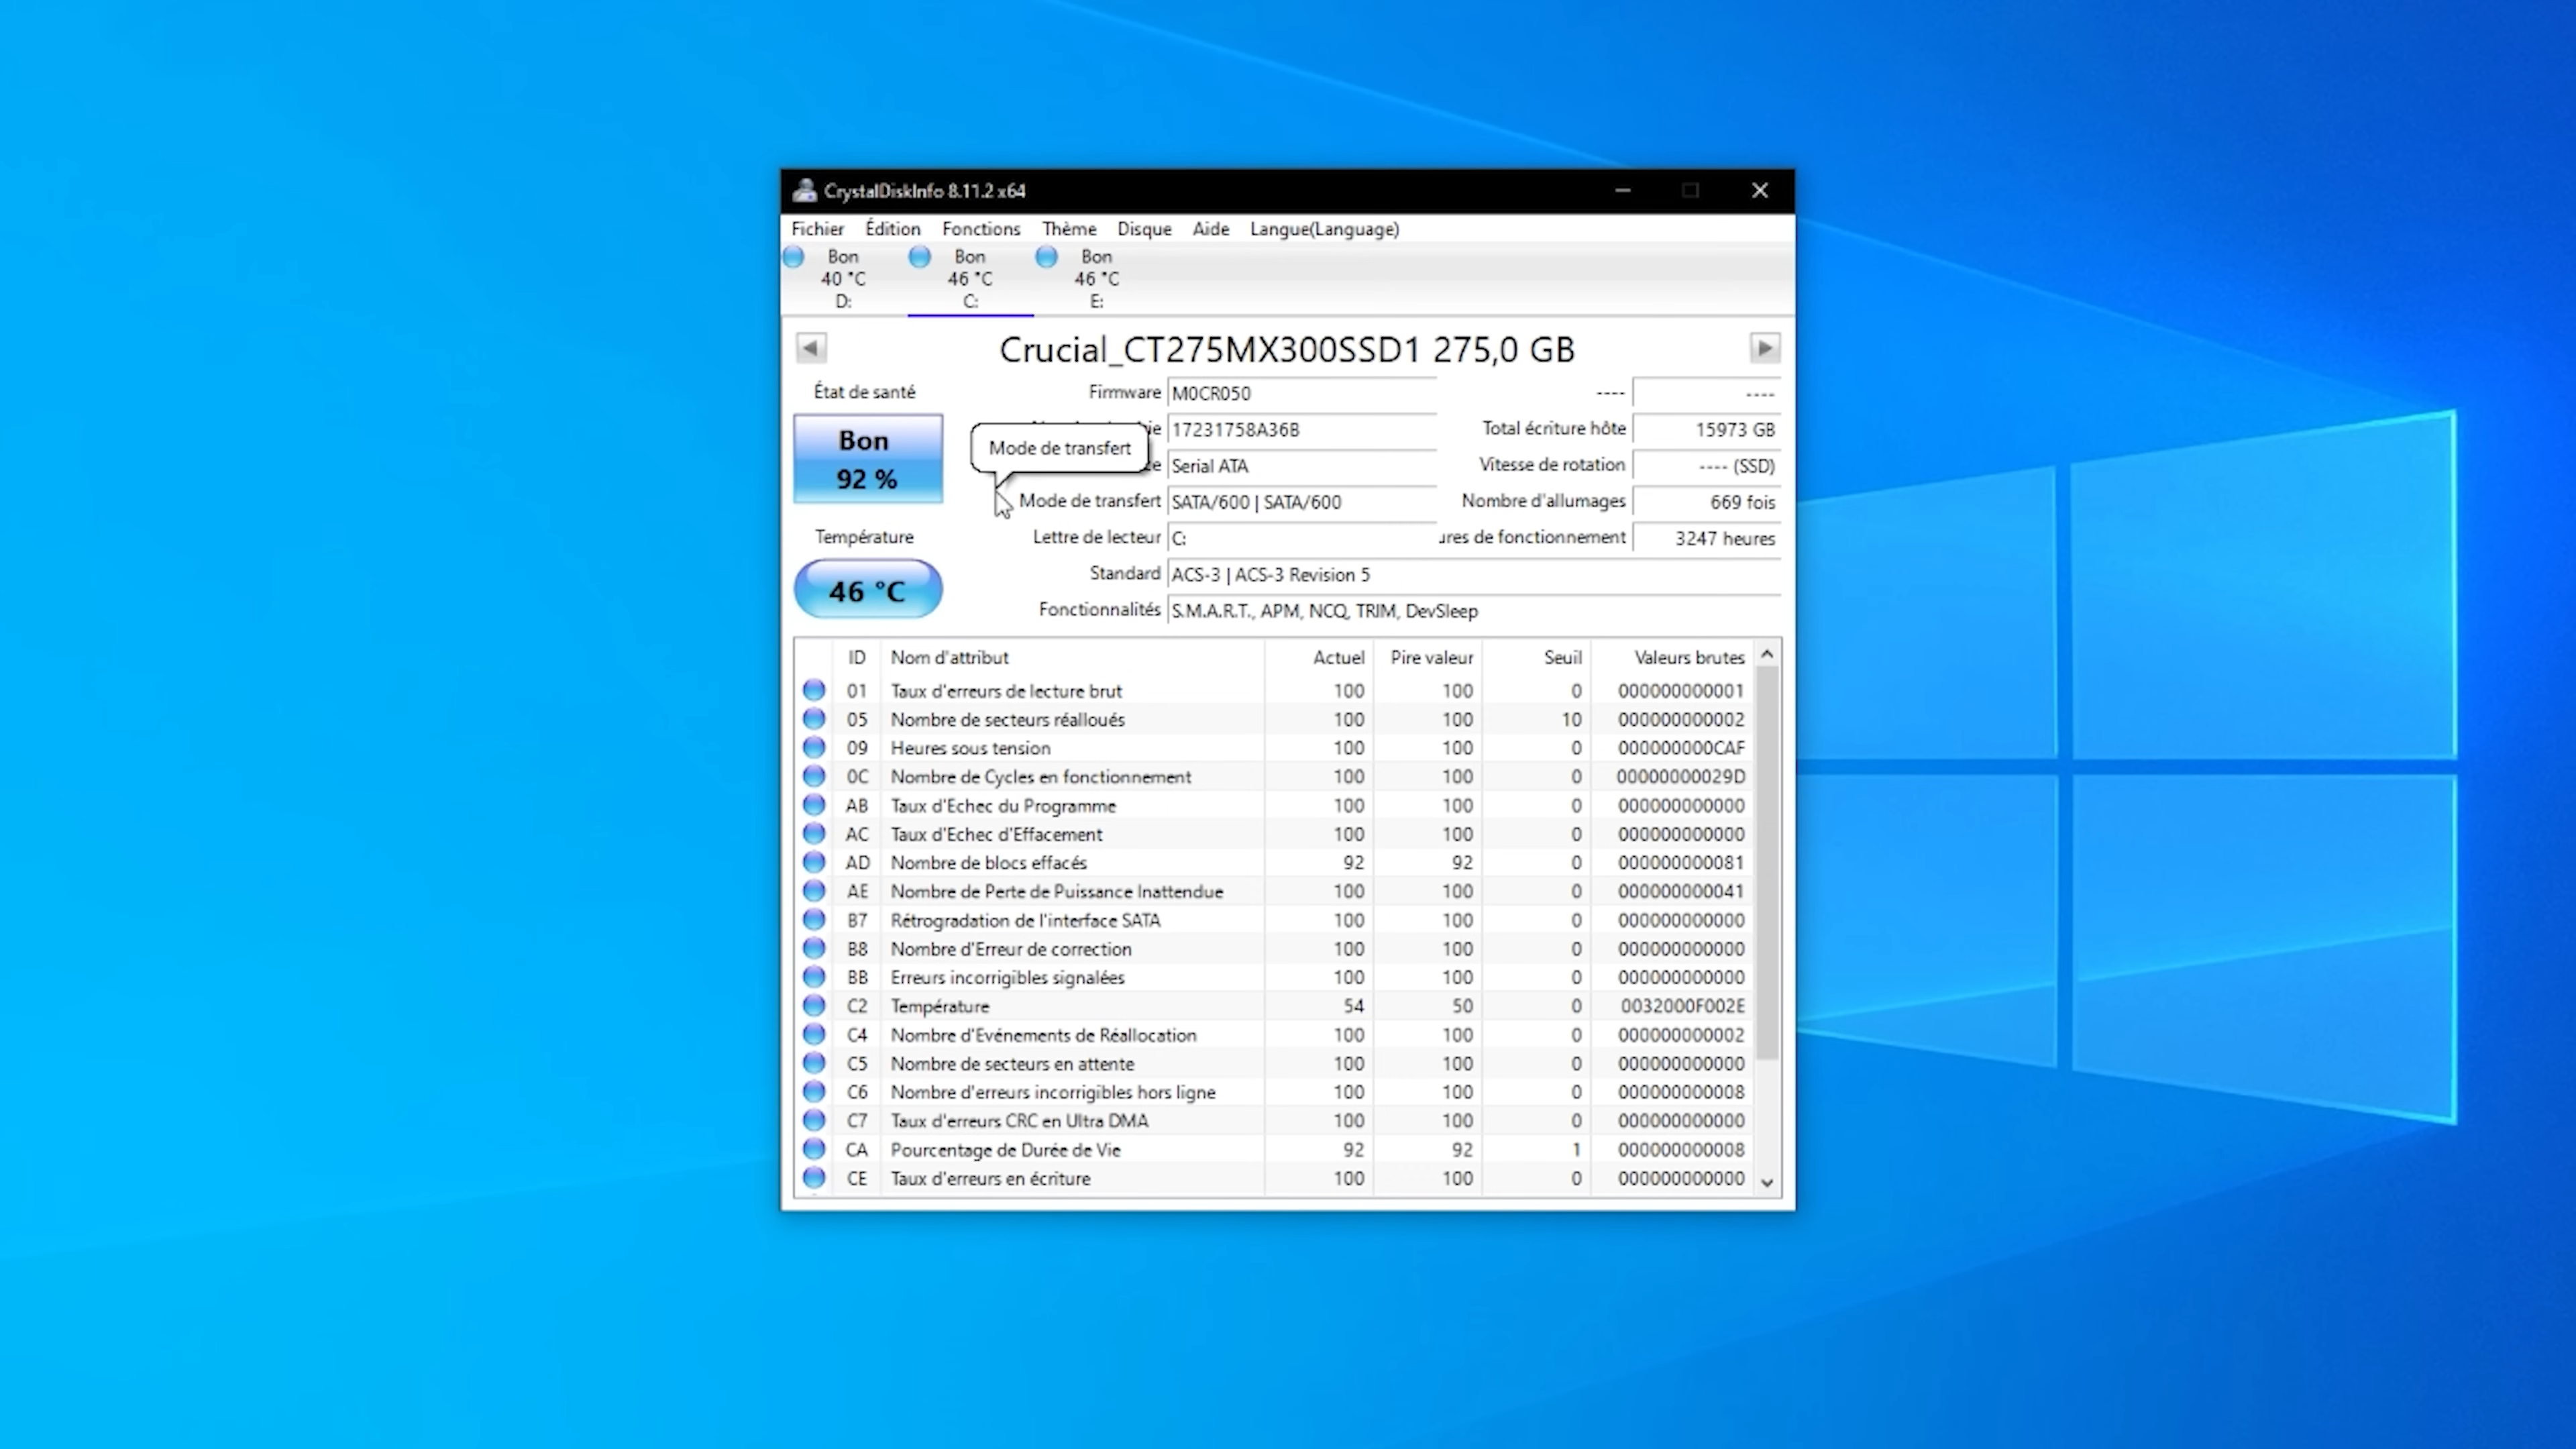 CrystalDiskInfo 8.11.2 x64
Fichier Édition Fonctions Thème Disque Aide Langue(Language)
Bon Bon Bon
40 °C 46 °C 46 °C
D: C: E:
Crucial_CT275MX300SSD1 275,0 GB
État de santé
Bon
92 %
Température
46 °C
Firmware M0CR050 ---- ----
17231758A36B Total écriture hôte 15973 GB
Mode de transfert
Serial ATA Vitesse de rotation ---- (SSD)
Mode de transfert SATA/600 | SATA/600 Nombre d'allumages 669 fois
Lettre de lecteur C: ures de fonctionnement 3247 heures
Standard ACS-3 | ACS-3 Revision 5
Fonctionnalités S.M.A.R.T., APM, NCQ, TRIM, DevSleep
ID Nom d'attribut Actuel Pire valeur Seuil Valeurs brutes
01 Taux d'erreurs de lecture brut 100 100 0 000000000001
05 Nombre de secteurs réalloués 100 100 10 000000000002
09 Heures sous tension 100 100 0 000000000CAF
0C Nombre de Cycles en fonctionnement 100 100 0 00000000029D
AB Taux d'Echec du Programme 100 100 0 000000000000
AC Taux d'Echec d'Effacement 100 100 0 000000000000
AD Nombre de blocs effacés 92 92 0 000000000081
AE Nombre de Perte de Puissance Inattendue 100 100 0 000000000041
B7 Rétrogradation de l'interface SATA 100 100 0 000000000000
B8 Nombre d'Erreur de correction 100 100 0 000000000000
BB Erreurs incorrigibles signalées 100 100 0 000000000000
C2 Température 54 50 0 0032000F002E
C4 Nombre d'Evénements de Réallocation 100 100 0 000000000002
C5 Nombre de secteurs en attente 100 100 0 000000000000
C6 Nombre d'erreurs incorrigibles hors ligne 100 100 0 000000000008
C7 Taux d'erreurs CRC en Ultra DMA 100 100 0 000000000000
CA Pourcentage de Durée de Vie 92 92 1 000000000008
CE Taux d'erreurs en écriture 100 100 0 000000000000